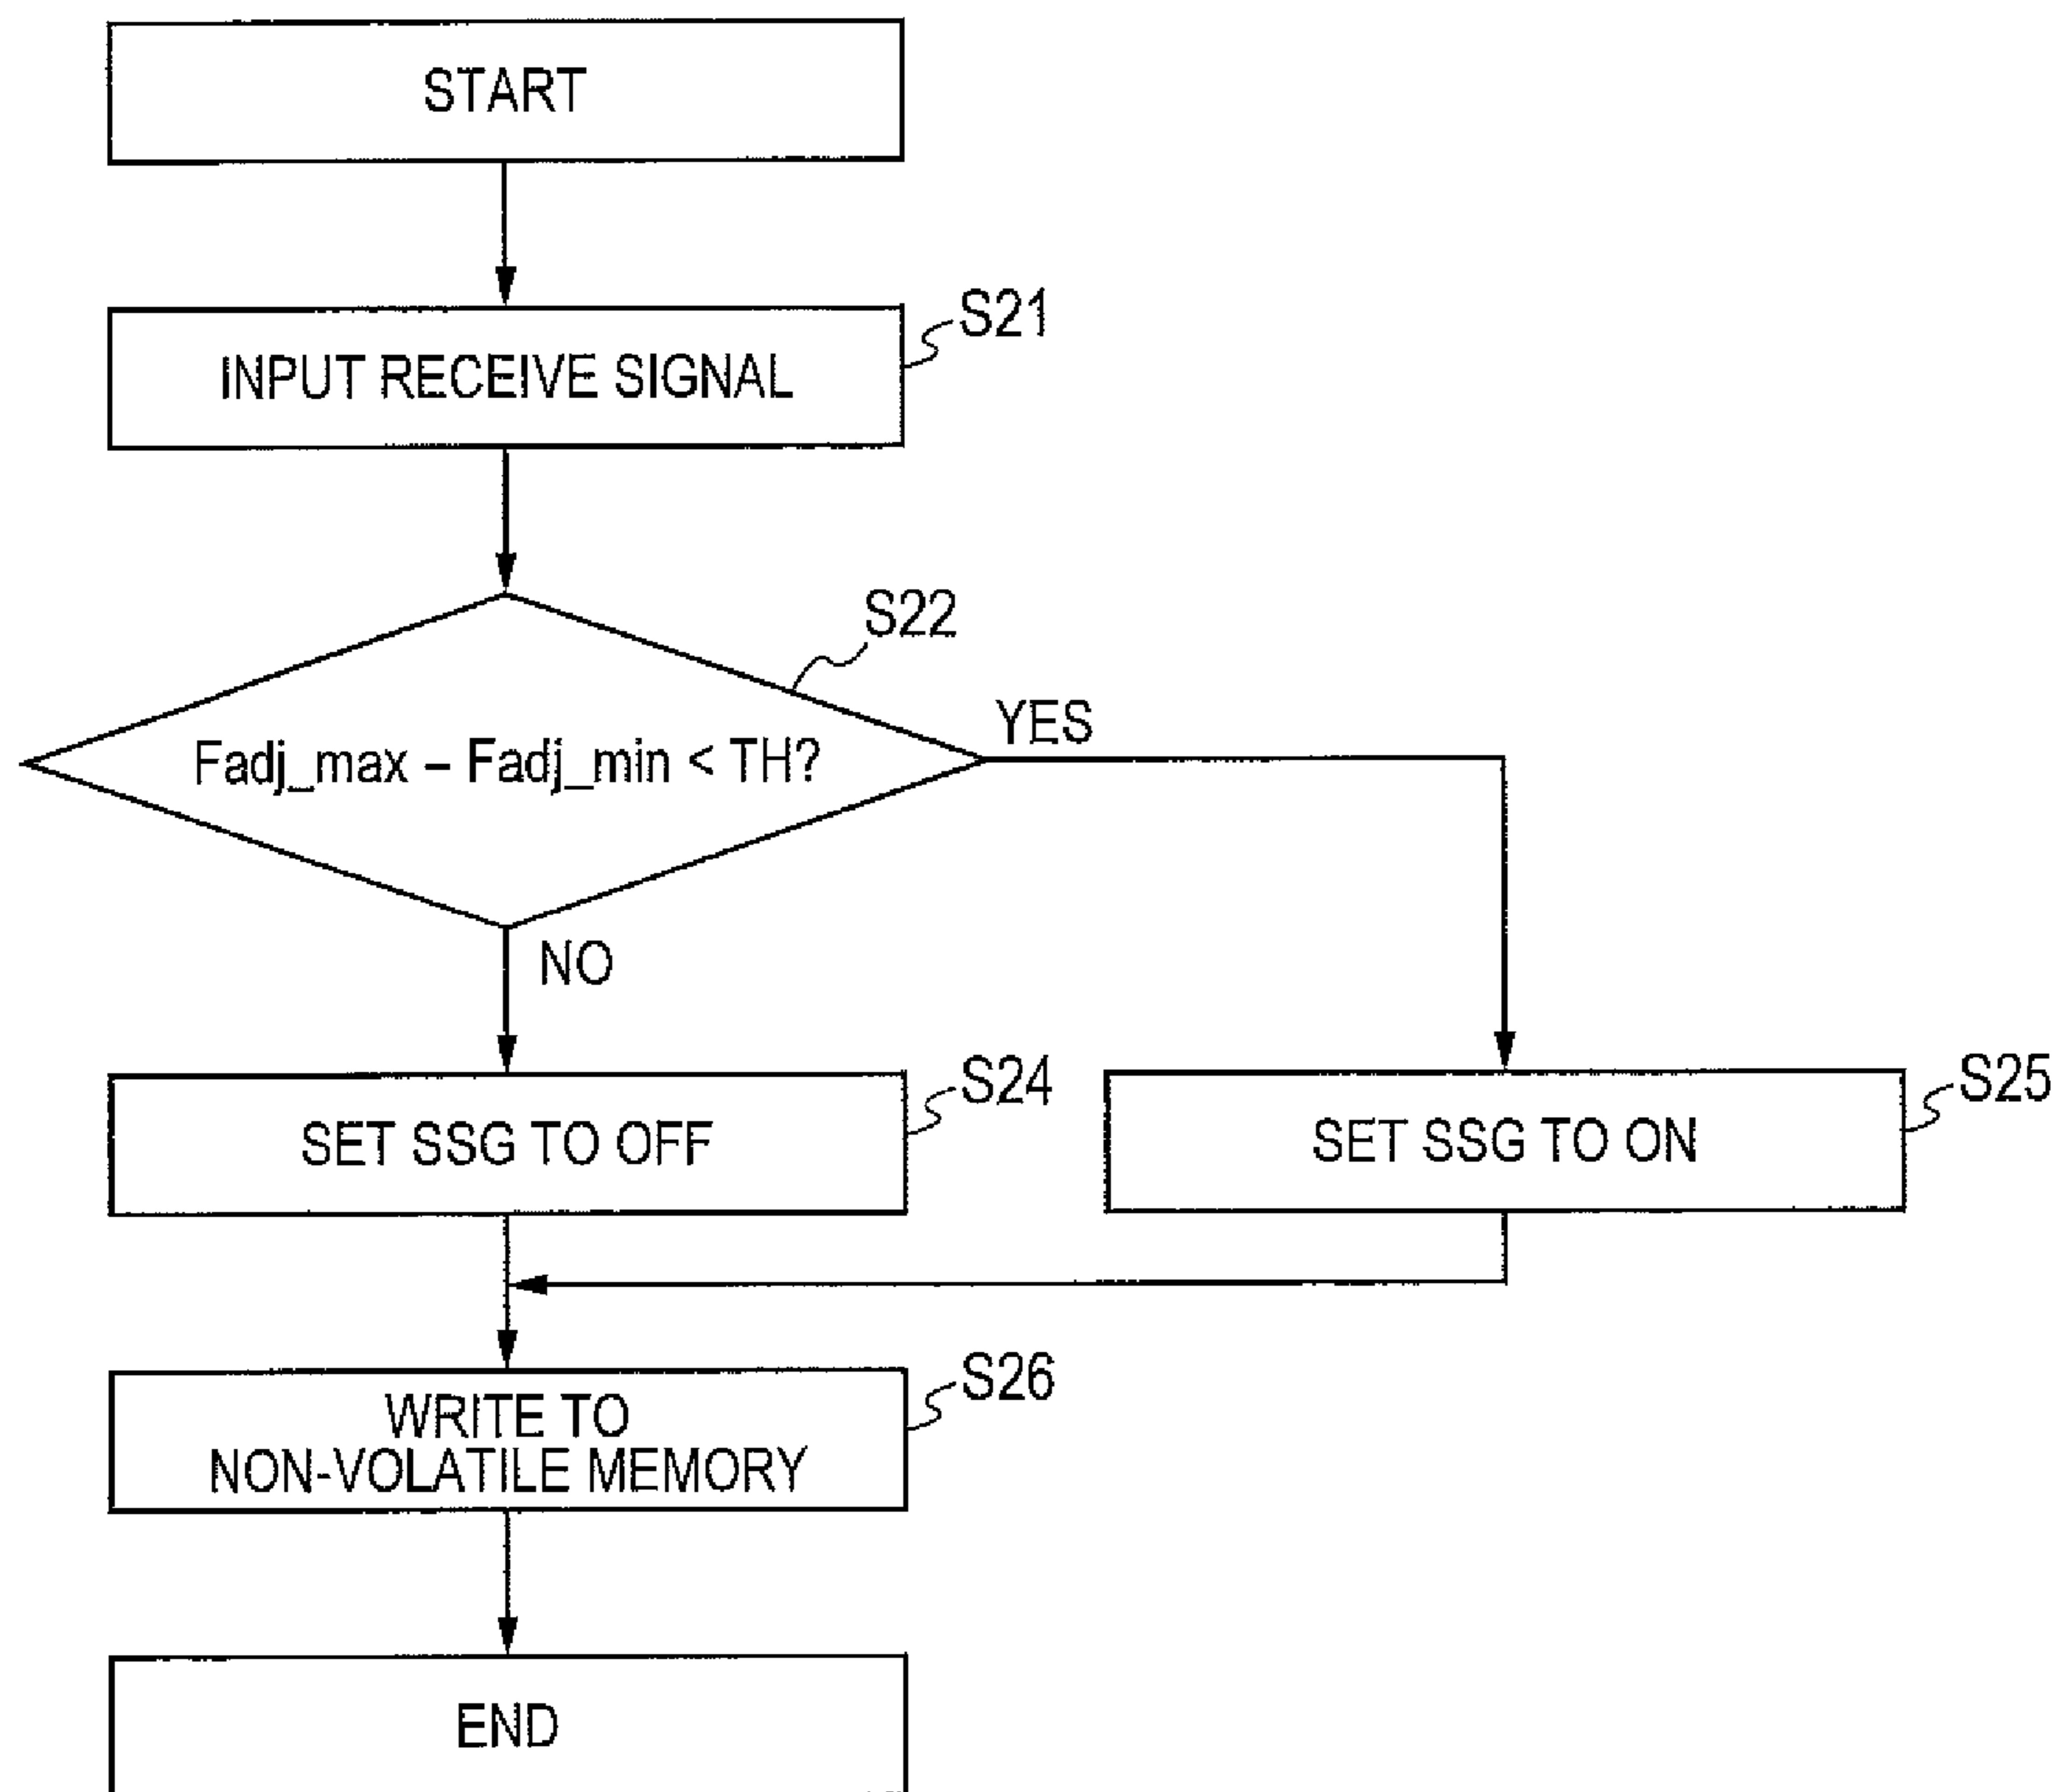 START
S21
INPUT RECEIVE SIGNAL
S22
YES
Fadj_max – Fadj_min < TH?
NO
S24
S25
SET SSG TO OFF
SET SSG TO ON
S26
WRITE TO
NON-VOLATILE MEMORY
END